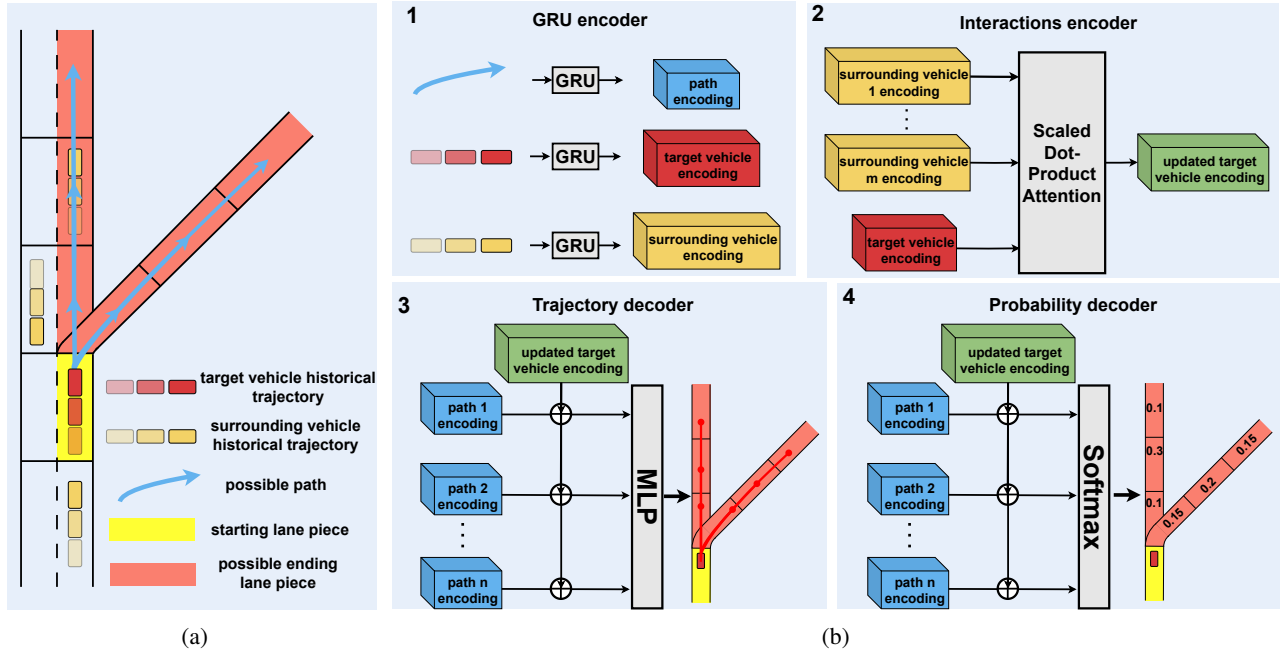 target vehicle historical
trajectory
surrounding vehicle
historical trajectory
possible path
starting lane piece
possible ending
lane piece
(a)
1
GRU encoder
GRU
path
encoding
GRU
target vehicle
encoding
GRU
surrounding vehicle
encoding
2
Interactions encoder
surrounding vehicle
1 encoding
surrounding vehicle
m encoding
target vehicle
encoding
Scaled
Dot-
Product
Attention
updated target
vehicle encoding
3
Trajectory decoder
updated target
vehicle encoding
path 1
encoding
path 2
encoding
path n
encoding
MLP
4
Probability decoder
updated target
vehicle encoding
path 1
encoding
path 2
encoding
path n
encoding
Softmax
0.1
0.3
0.1
0.15
0.2
0.15
(b)